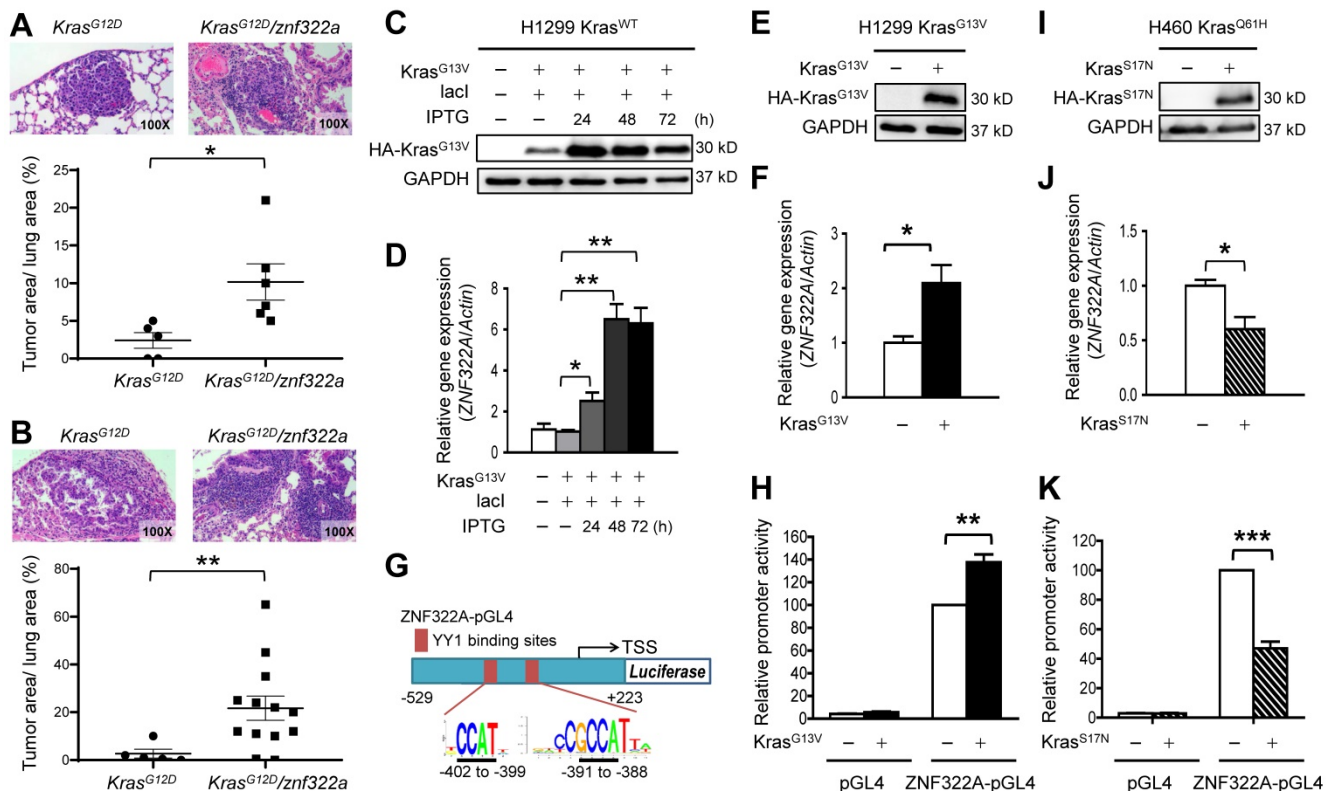 A
Kras^G12D Kras^G12D/znf322a
100X 100X
*
Tumor area/ lung area (%)
25
20
15
10
5
0
Kras^G12D Kras^G12D/znf322a
B
Kras^G12D Kras^G12D/znf322a
100X 100X
**
Tumor area/ lung area (%)
80
60
40
20
0
Kras^G12D Kras^G12D/znf322a
C
H1299 Kras^WT
Kras^G13V – + + + +
lacI – + + + +
IPTG – – 24 48 72 (h)
HA-Kras^G13V 30 kD
GAPDH 37 kD
D
Relative gene expression
(ZNF322A/Actin)
8
6
4
2
0
* ** **
Kras^G13V – + + + +
lacI – + + + +
IPTG – – 24 48 72 (h)
G
ZNF322A-pGL4
YY1 binding sites
TSS
Luciferase
-529 +223
CCAT CGCCAT
-402 to -399 -391 to -388
E
H1299 Kras^G13V
Kras^G13V – +
HA-Kras^G13V 30 kD
GAPDH 37 kD
F
Relative gene expression
(ZNF322A/Actin)
3
2
1
0
*
Kras^G13V – +
H
Relative promoter activity
160
140
120
100
80
60
40
20
0
**
Kras^G13V – + – +
pGL4 ZNF322A-pGL4
I
H460 Kras^Q61H
Kras^S17N – +
HA-Kras^S17N 30 kD
GAPDH 37 kD
J
Relative gene expression
(ZNF322A/Actin)
1.5
1.0
0.5
0.0
*
Kras^S17N – +
K
Relative promoter activity
120
100
80
60
40
20
0
***
Kras^S17N – + – +
pGL4 ZNF322A-pGL4